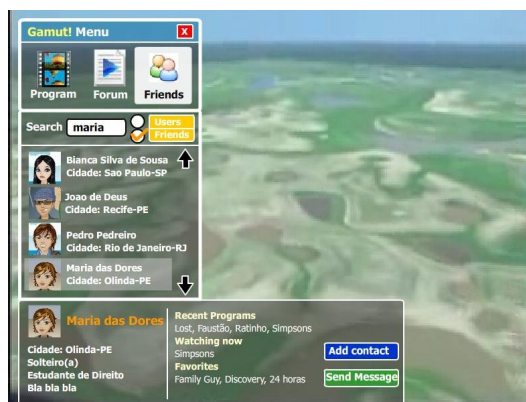 Gamut! Menu X
Program Forum Friends
Search maria Users
Friends
Bianca Silva de Sousa
Cidade: Sao Paulo-SP
Joao de Deus
Cidade: Recife-PE
Pedro Pedreiro
Cidade: Rio de Janeiro-RJ
Maria das Dores
Cidade: Olinda-PE
Maria das Dores
Cidade: Olinda-PE
Solteiro(a)
Estudante de Direito
Bla bla bla
Recent Programs
Lost, Faustão, Ratinho, Simpsons
Watching now
Simpsons
Favorites
Family Guy, Discovery, 24 horas
Add contact
Send Message